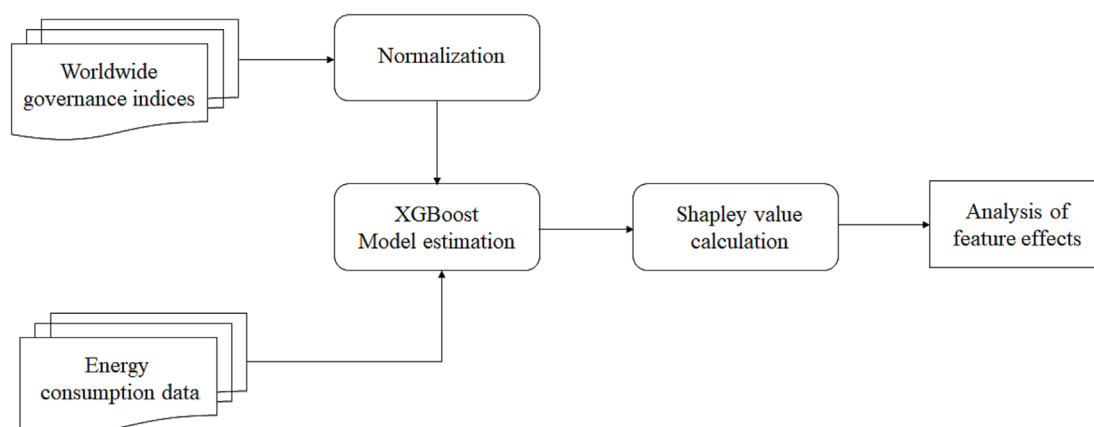 Worldwide
governance indices
Normalization
XGBoost
Model estimation
Shapley value
calculation
Analysis of
feature effects
Energy
consumption data